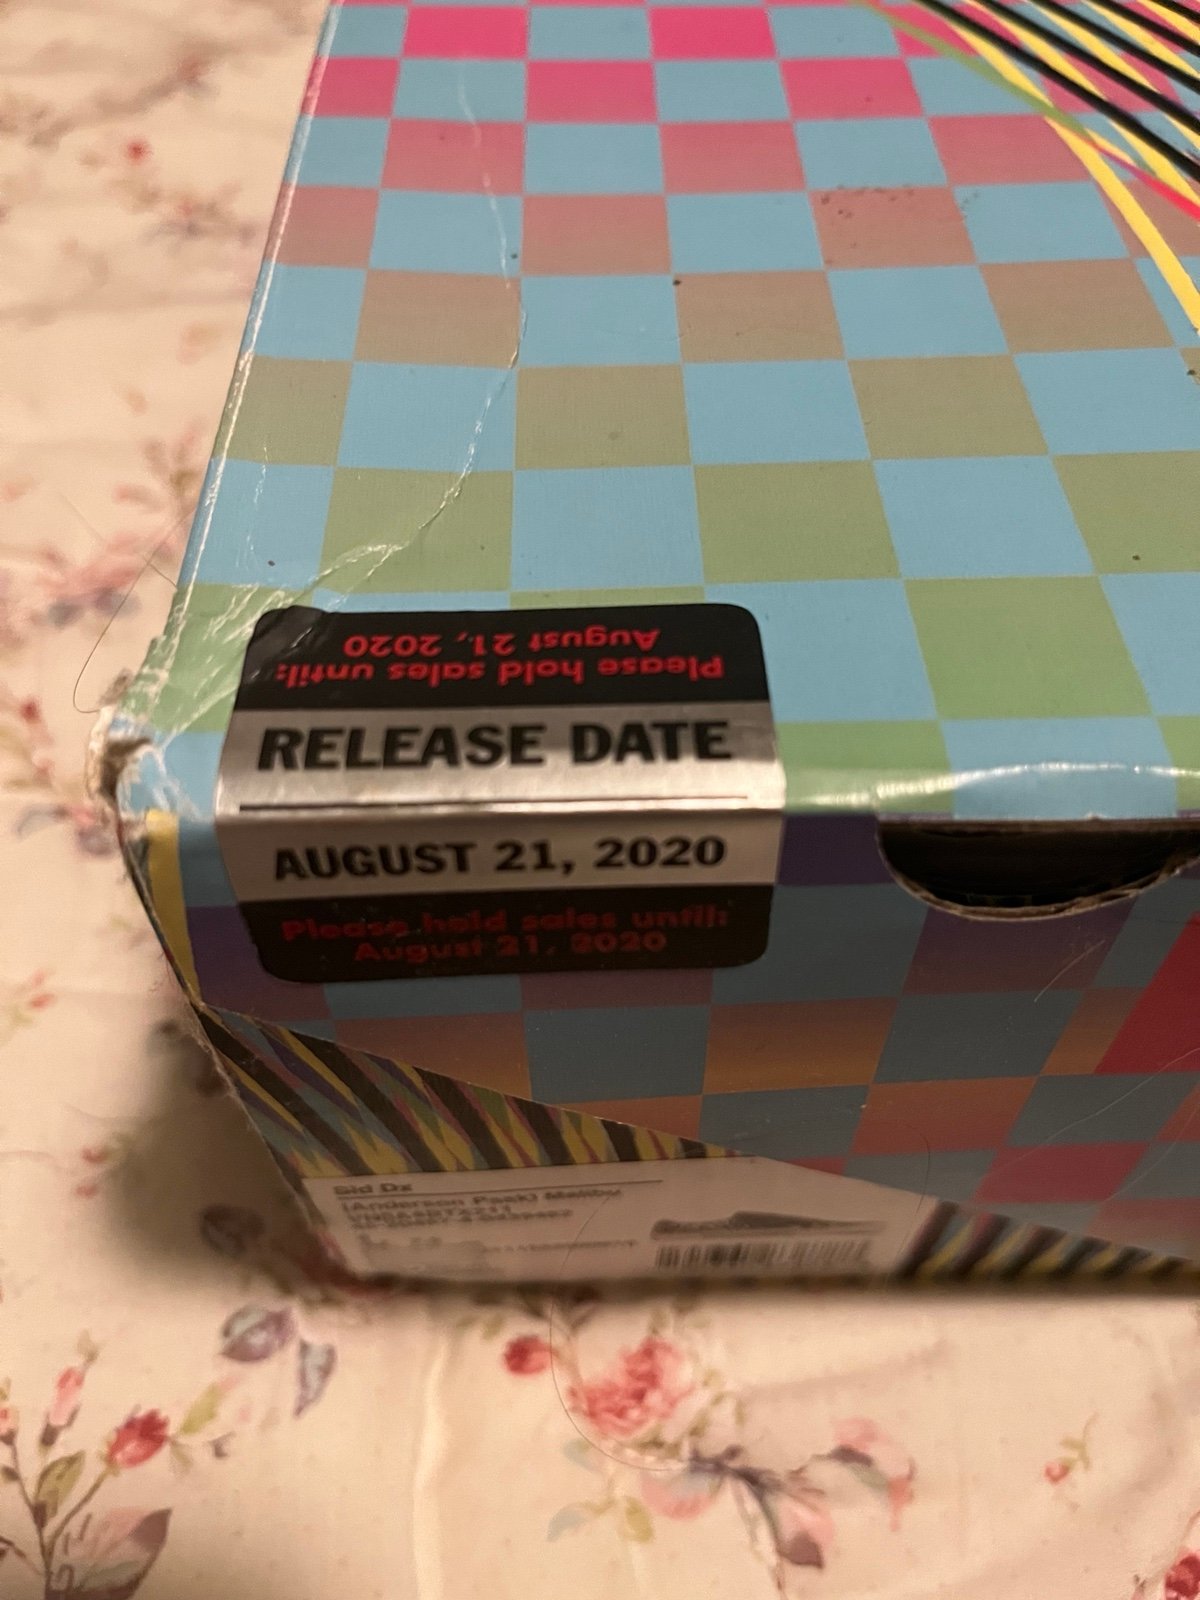 Please hold sales until:
August 21, 2020
RELEASE DATE
AUGUST 21, 2020
Please hold sales until:
August 21, 2020
Sid Dx
(Anderson Paak) Malibu